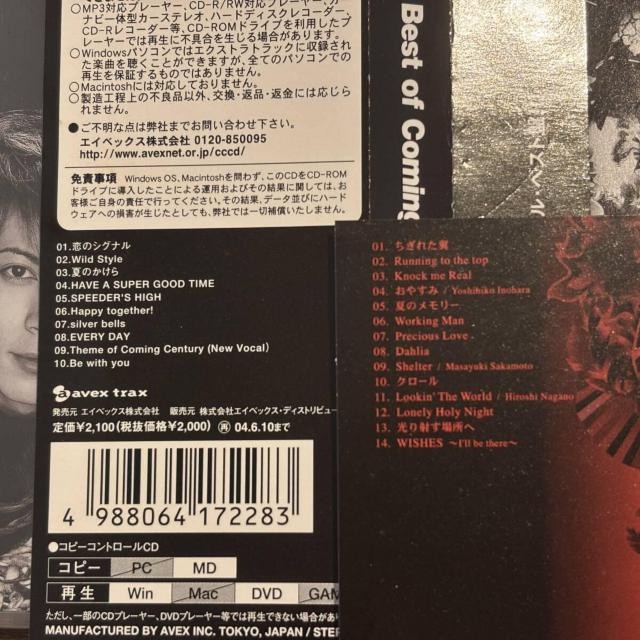 ○MP3対応プレーヤー、CD-R/RW対応プレーヤー、カー
ナビー体型カーステレオ、ハードディスクレコーダー、
CD-Rレコーダー等、CD-ROMドライブを利用したプ
レーヤーでは再生に不具合を生じる場合があります。
○Windowsパソコンではエクストラトラックに収録され
た楽曲を聴くことができますが、全てのパソコンでの
再生を保証するものではありません。
○Macintoshには対応しておりません。
○製造工程上の不良品以外、交換・返品・返金には応じら
れません。
●ご不明な点は弊社までお問い合わせ下さい。
エイベックス株式会社 0120-850095
http://www.avexnet.or.jp/cccd/
免責事項 Windows OS、Macintoshを問わず、このCDをCD-ROM
ドライブに導入したことによる運用およびその結果に関しては、お
客様ご自身の責任で行ってください。その結果、データ並びにハード
ウェアへの損害が生じたとしても、弊社では一切補償いたしません。
01.恋のシグナル
02.Wild Style
03.夏のかけら
04.HAVE A SUPER GOOD TIME
05.SPEEDER'S HIGH
06.Happy together!
07.silver bells
08.EVERY DAY
09.Theme of Coming Century (New Vocal)
10.Be with you
avex trax
発売元 エイベックス株式会社 販売元 株式会社エイベックス・ディストリビュー
定価¥2,100(税抜価格¥2,000) 再 04.6.10まで
4 988064 172283
●コピーコントロールCD
コピー PC MD
再生 Win Mac DVD GAM
ただし、一部のCDプレーヤー、DVDプレーヤー等では再生できない場合があ
MANUFACTURED BY AVEX INC. TOKYO, JAPAN / STE
Best of Coming
ベスト
01. ちぎれた翼
02. Running to the top
03. Knock me Real
04. おやすみ / Yoshihiko Inohara
05. 夏のメモリー
06. Working Man
07. Precious Love
08. Dahlia
09. Shelter / Masayuki Sakamoto
10. クロール
11. Lookin' The World / Hiroshi Nagano
12. Lonely Holy Night
13. 光り射す場所へ
14. WISHES ～I'll be there～